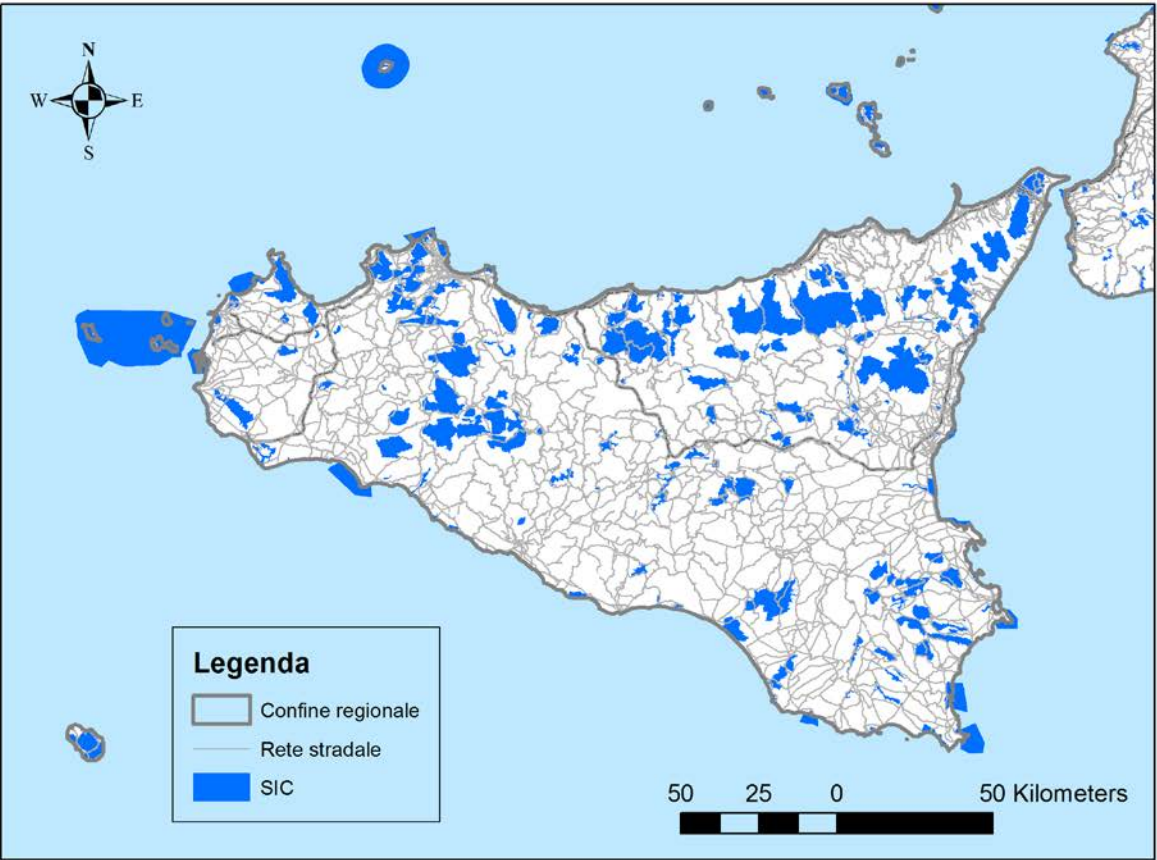 N
W E
S
Legenda
Confine regionale
Rete stradale
SIC
50 25 0 50 Kilometers